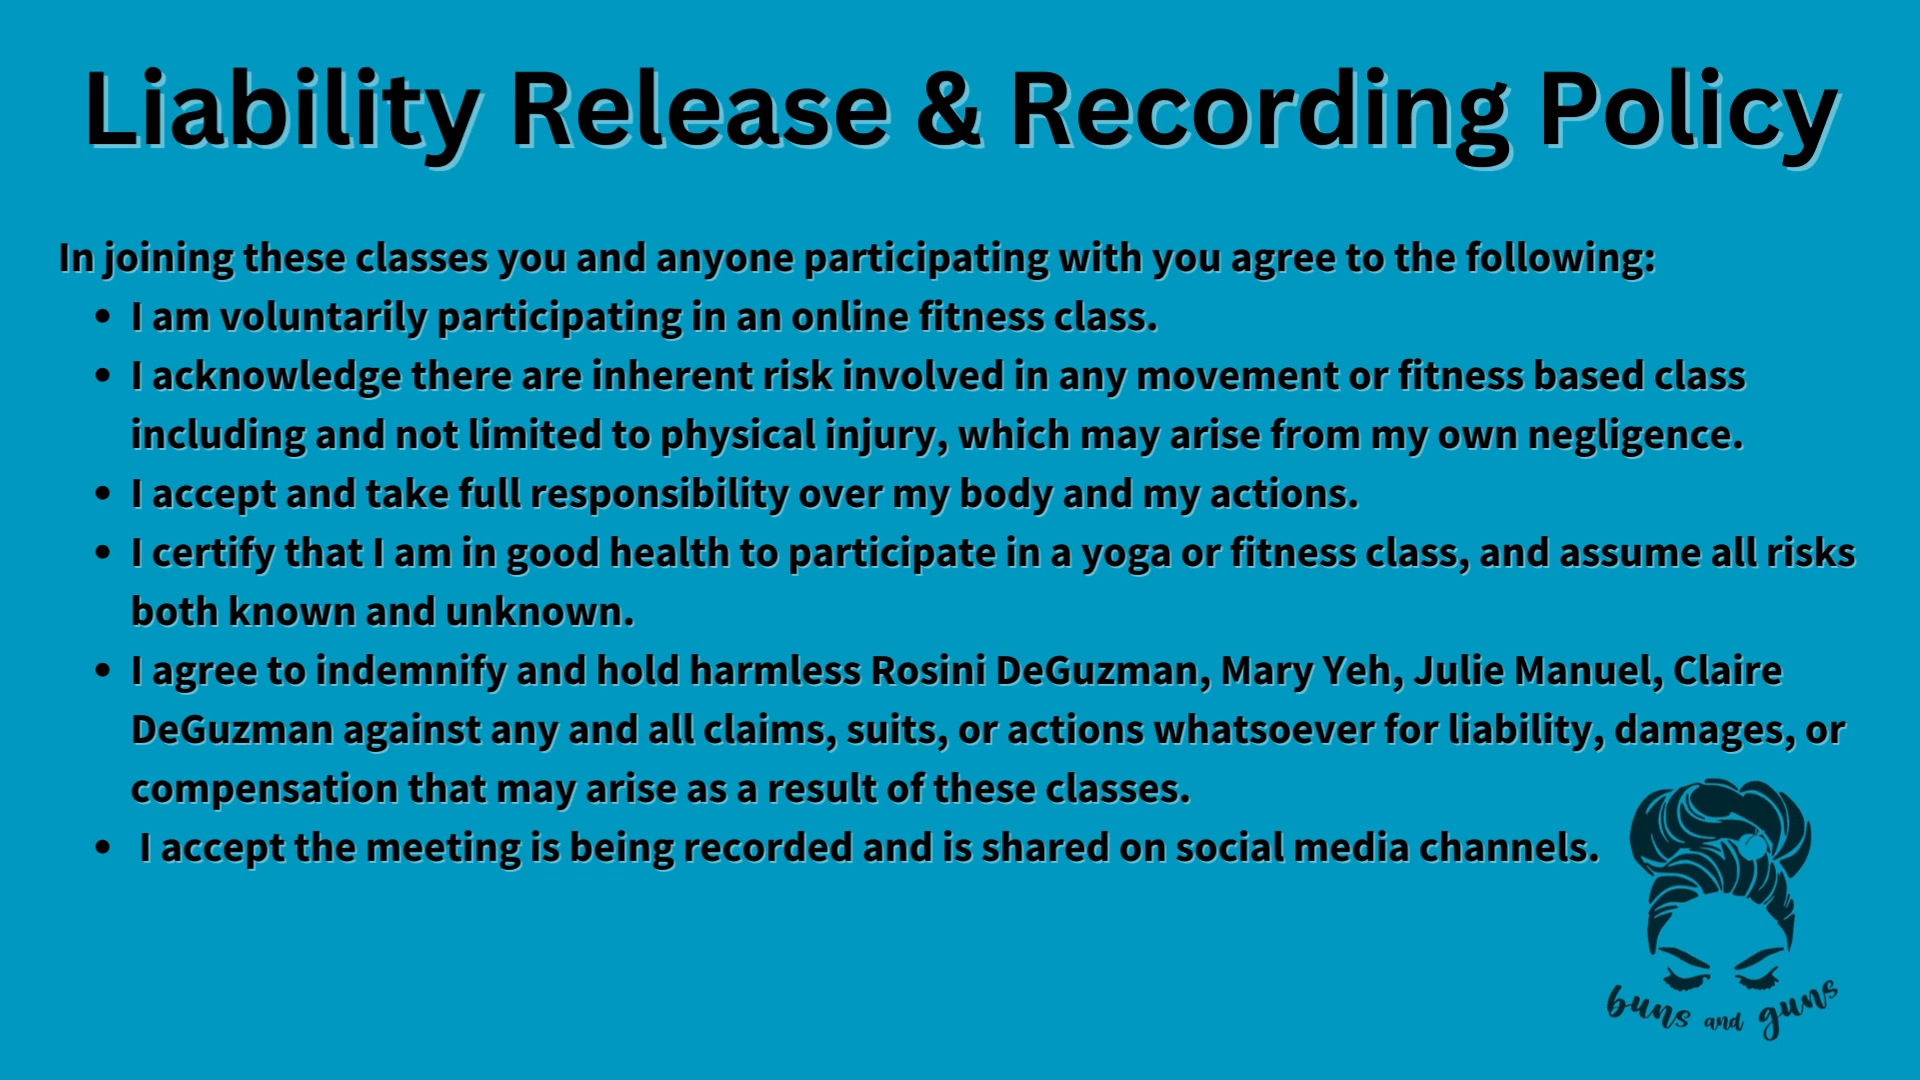 Liability Release & Recording Policy
In joining these classes you and anyone participating with you agree to the following:
• I am voluntarily participating in an online fitness class.
• I acknowledge there are inherent risk involved in any movement or fitness based class
including and not limited to physical injury, which may arise from my own negligence.
• I accept and take full responsibility over my body and my actions.
• I certify that I am in good health to participate in a yoga or fitness class, and assume all risks
both known and unknown.
• I agree to indemnify and hold harmless Rosini DeGuzman, Mary Yeh, Julie Manuel, Claire
DeGuzman against any and all claims, suits, or actions whatsoever for liability, damages, or
compensation that may arise as a result of these classes.
• I accept the meeting is being recorded and is shared on social media channels.
buns and guns